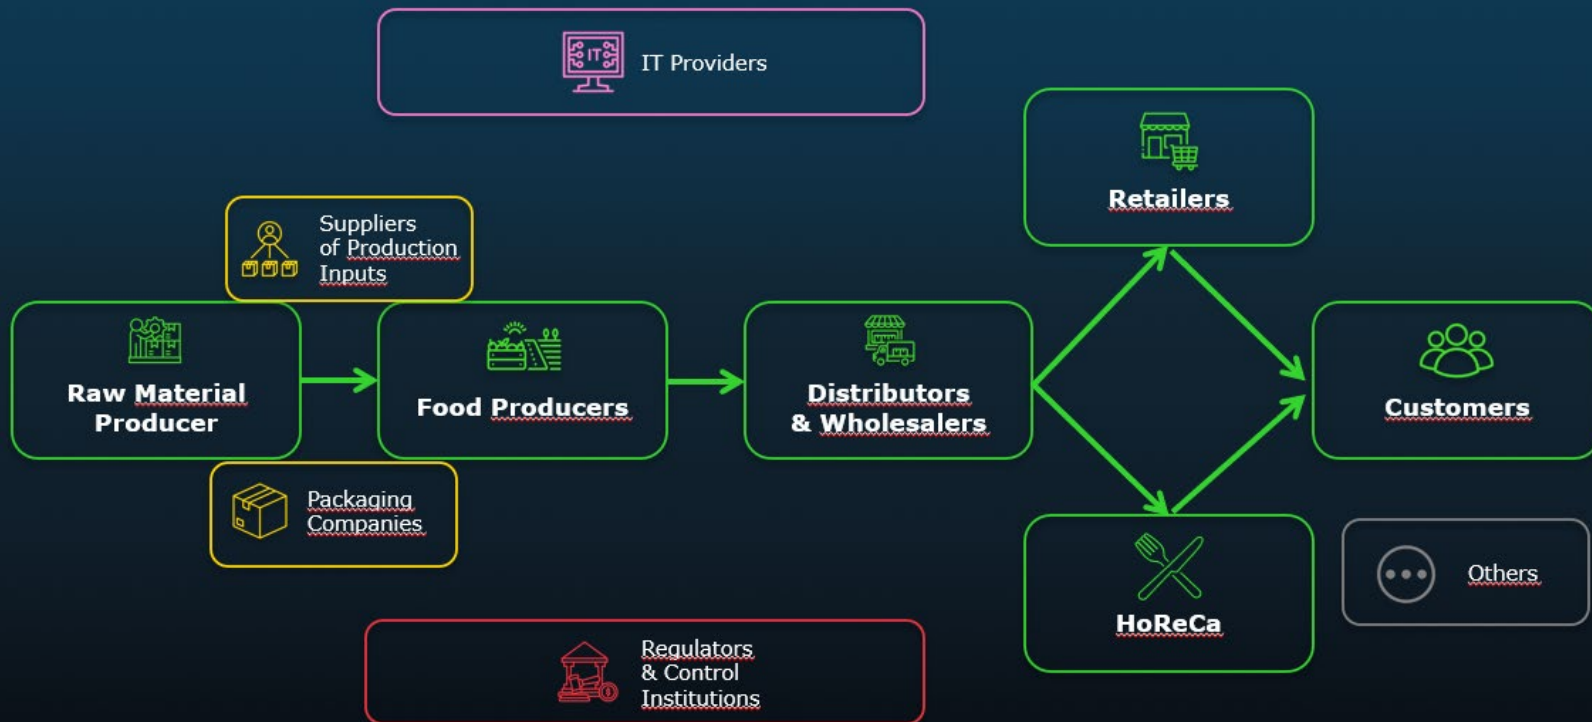 IT
IT Providers
Retailers
Suppliers
of Production
Inputs
Raw Material
Producer
Food Producers
Distributors
& Wholesalers
Customers
Packaging
Companies
Others
HoReCa
Regulators
& Control
Institutions